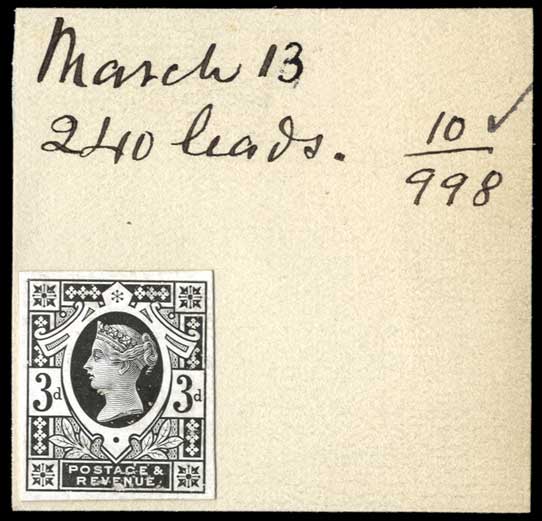 March 13
240 leads. 10 ✓
998
3d 3d
POSTAGE &
REVENUE.